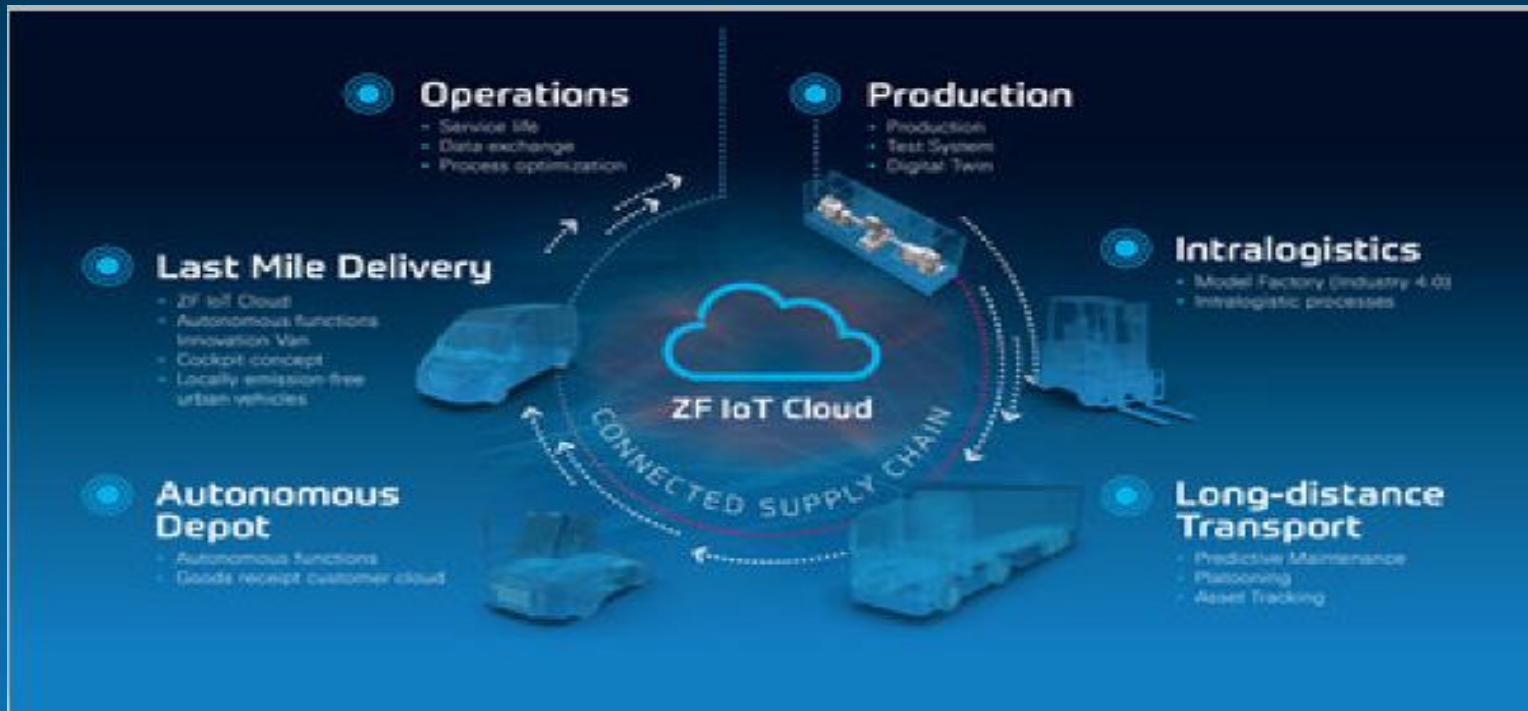 Operations
Service life
Data exchange
Process optimization
Production
Production
Test System
Digital Twin
Last Mile Delivery
ZF IoT Cloud
Autonomous functions
Innovation Van
Cockpit concept
Locally emission-free
urban vehicles
Intralogistics
Model Factory (Industry 4.0)
Intralogistic processes
ZF IoT Cloud
CONNECTED SUPPLY CHAIN
Autonomous
Depot
Autonomous functions
Goods receipt customer cloud
Long-distance
Transport
Predictive Maintenance
Platooning
Asset Tracking